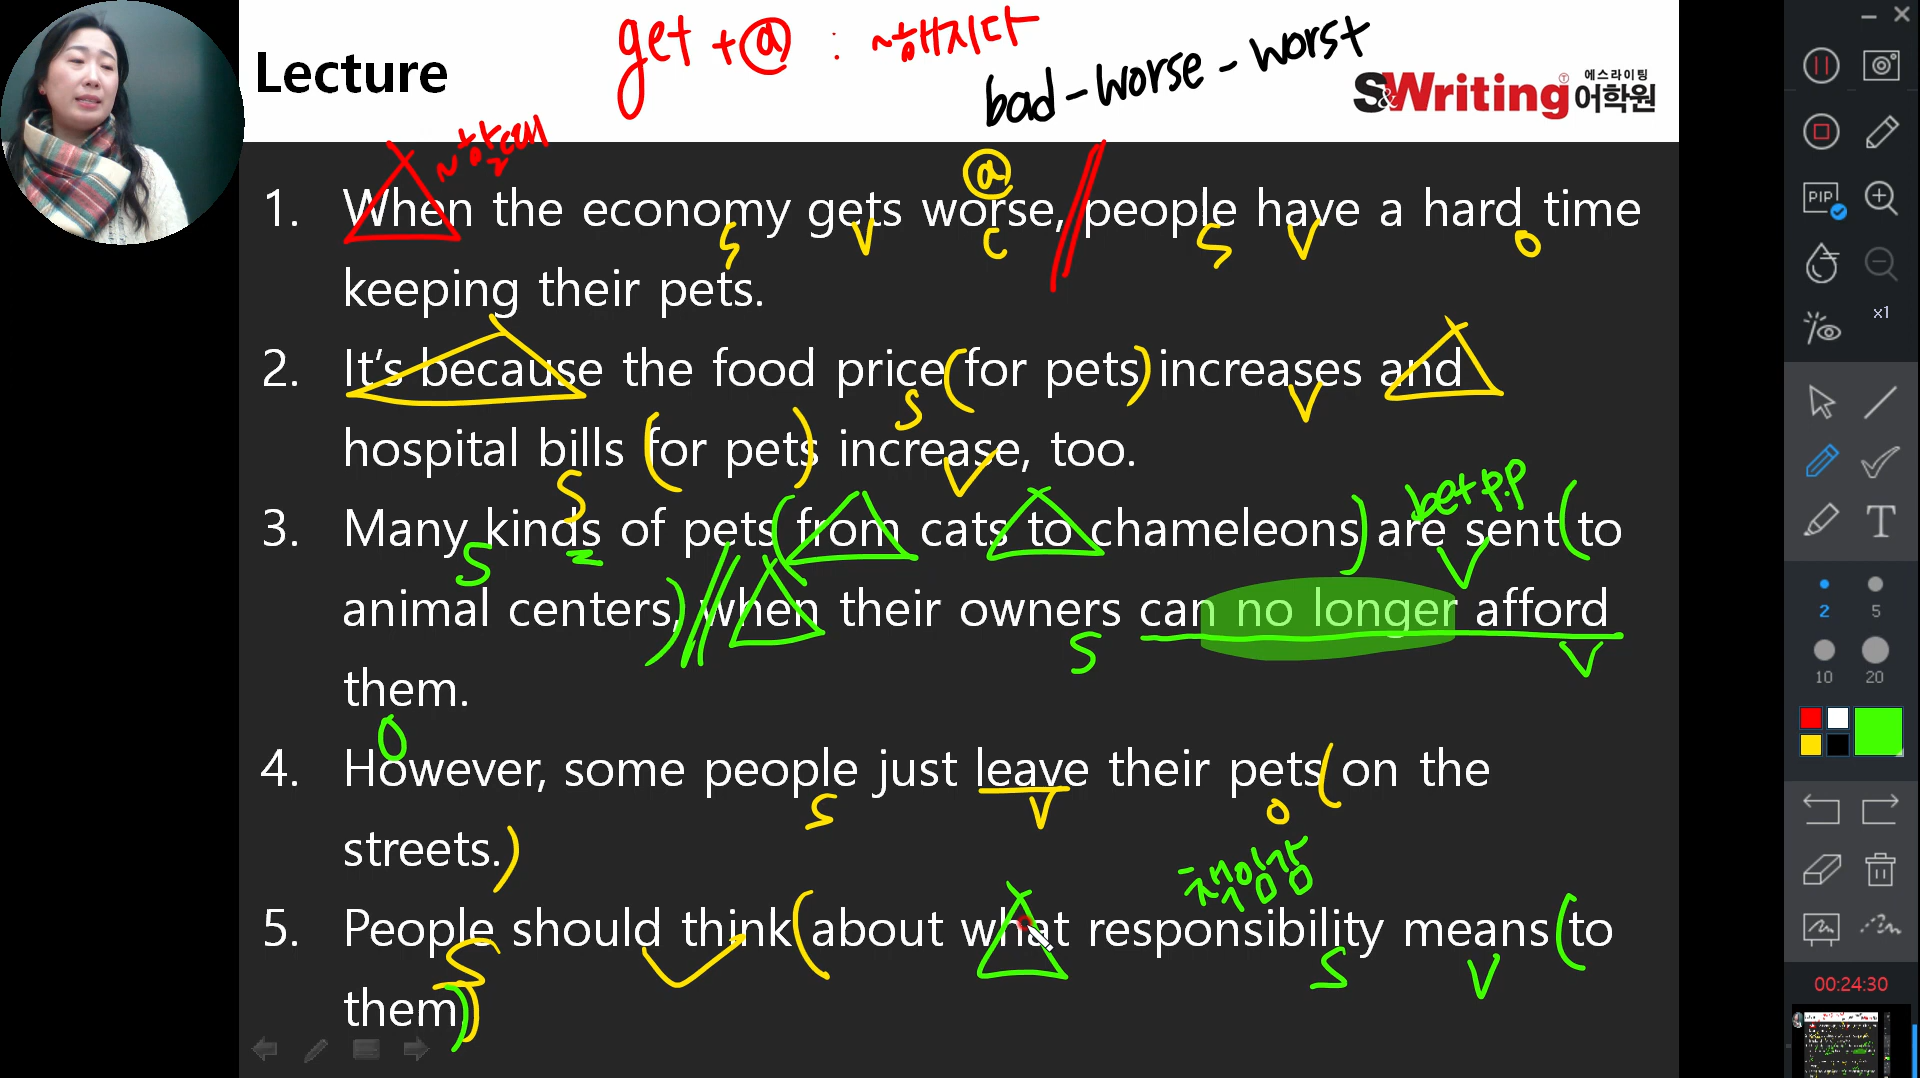 get + ⓐ : ~해지다
bad - worse - worst
Lecture
S&Writing 에스라이팅 어학원
~할때
ⓐ
1. When the economy gets worse, people have a hard time
S V C S V O
keeping their pets.
2. It's because the food price (for pets) increases and
S V
hospital bills (for pets) increase, too.
S V
be+p.p
3. Many kinds of pets (from cats to chameleons) are sent (to
S V
animal centers,) when their owners can no longer afford
S V
them.
O
4. However, some people just leave their pets (on the
S V O
streets.)
책임감
5. People should think (about what responsibility means (to
S V S V
them))
PIP
x1
2 5
10 20
T
00:24:30